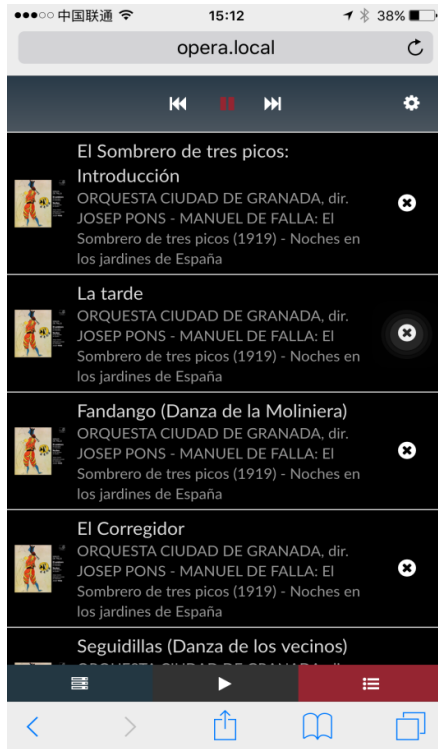 中国联通 15:12 38%
opera.local
El Sombrero de tres picos:
Introducción
ORQUESTA CIUDAD DE GRANADA, dir.
JOSEP PONS - MANUEL DE FALLA: El
Sombrero de tres picos (1919) - Noches en
los jardines de España
La tarde
ORQUESTA CIUDAD DE GRANADA, dir.
JOSEP PONS - MANUEL DE FALLA: El
Sombrero de tres picos (1919) - Noches en
los jardines de España
Fandango (Danza de la Moliniera)
ORQUESTA CIUDAD DE GRANADA, dir.
JOSEP PONS - MANUEL DE FALLA: El
Sombrero de tres picos (1919) - Noches en
los jardines de España
El Corregidor
ORQUESTA CIUDAD DE GRANADA, dir.
JOSEP PONS - MANUEL DE FALLA: El
Sombrero de tres picos (1919) - Noches en
los jardines de España
Seguidillas (Danza de los vecinos)